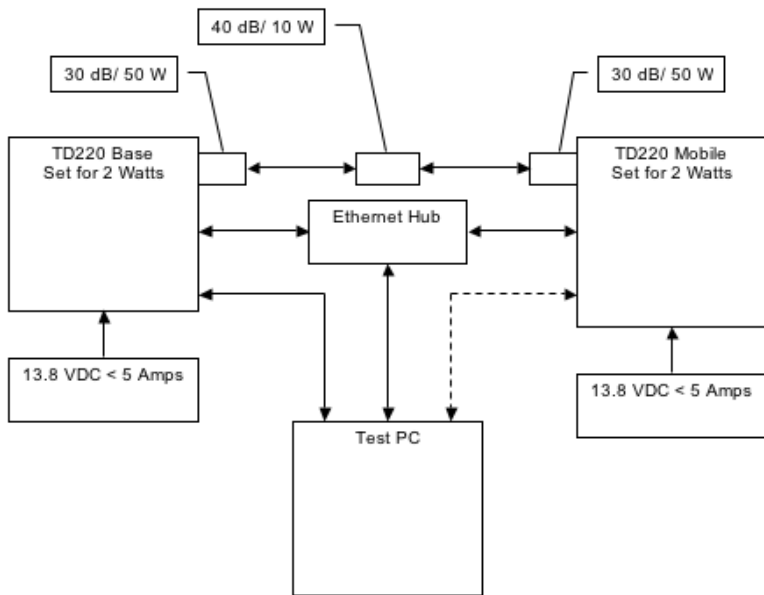 40 dB/ 10 W
30 dB/ 50 W
30 dB/ 50 W
TD220 Base
Set for 2 Watts
TD220 Mobile
Set for 2 Watts
Ethernet Hub
13.8 VDC < 5 Amps
13.8 VDC < 5 Amps
Test PC